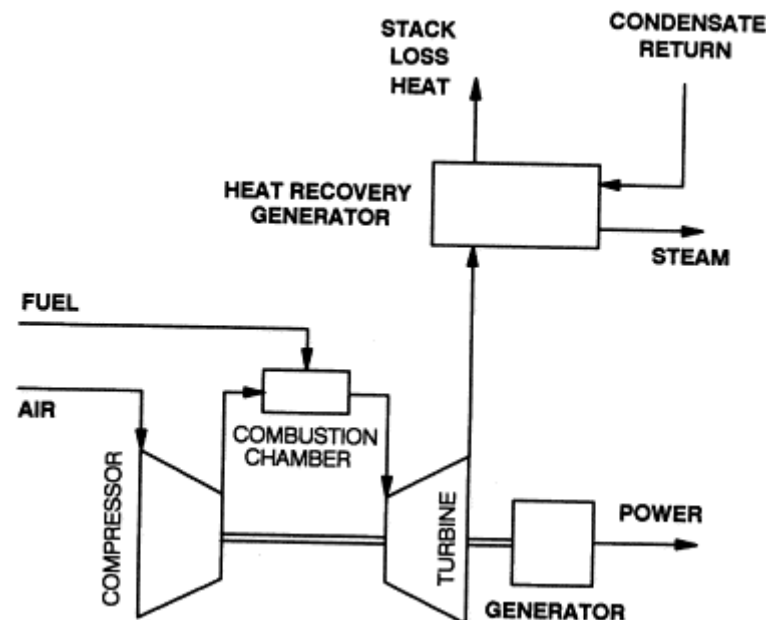 STACK
LOSS
HEAT
CONDENSATE
RETURN
HEAT RECOVERY
GENERATOR
STEAM
FUEL
AIR
COMBUSTION
CHAMBER
COMPRESSOR
TURBINE
POWER
GENERATOR